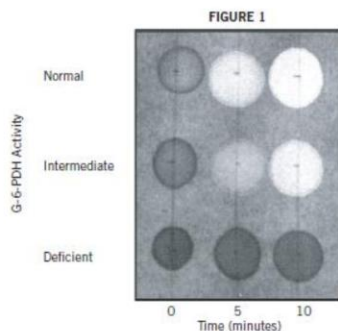 FIGURE 1
G-6-PDH Activity
Normal
Intermediate
Deficient
0 5 10
Time (minutes)